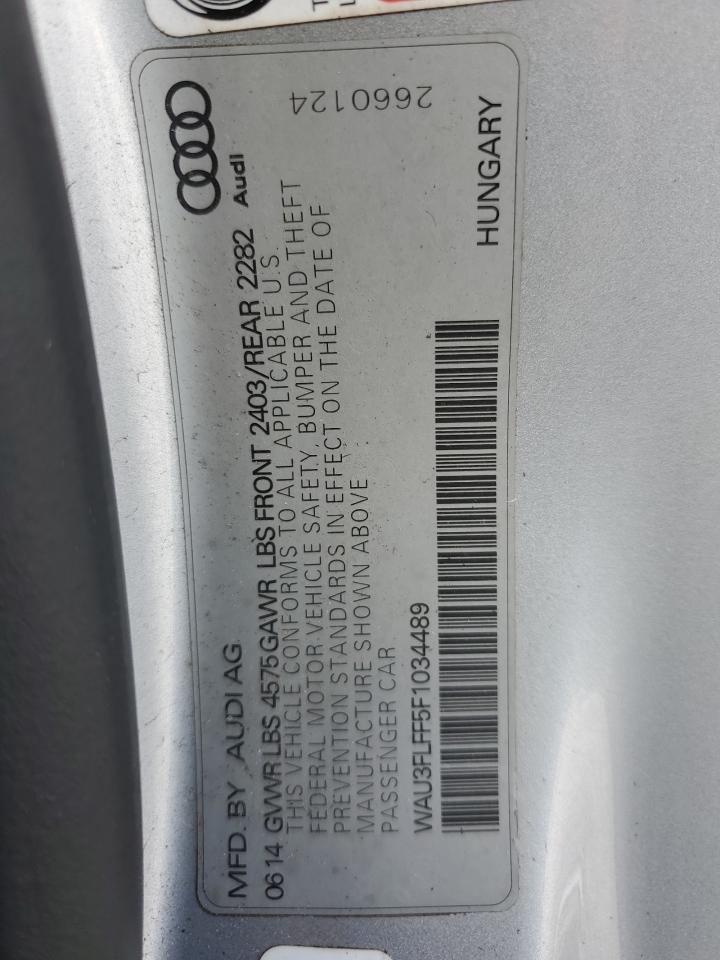 MFD. BY AUDI AG
0614 GVWR LBS 4575 GAWR LBS FRONT 2403/REAR 2282
Audi
THIS VEHICLE CONFORMS TO ALL APPLICABLE U.S.
FEDERAL MOTOR VEHICLE SAFETY, BUMPER AND THEFT
PREVENTION STANDARDS IN EFFECT ON THE DATE OF
MANUFACTURE SHOWN ABOVE
PASSENGER CAR
2660124
WAU3FLFF5F1034489
HUNGARY